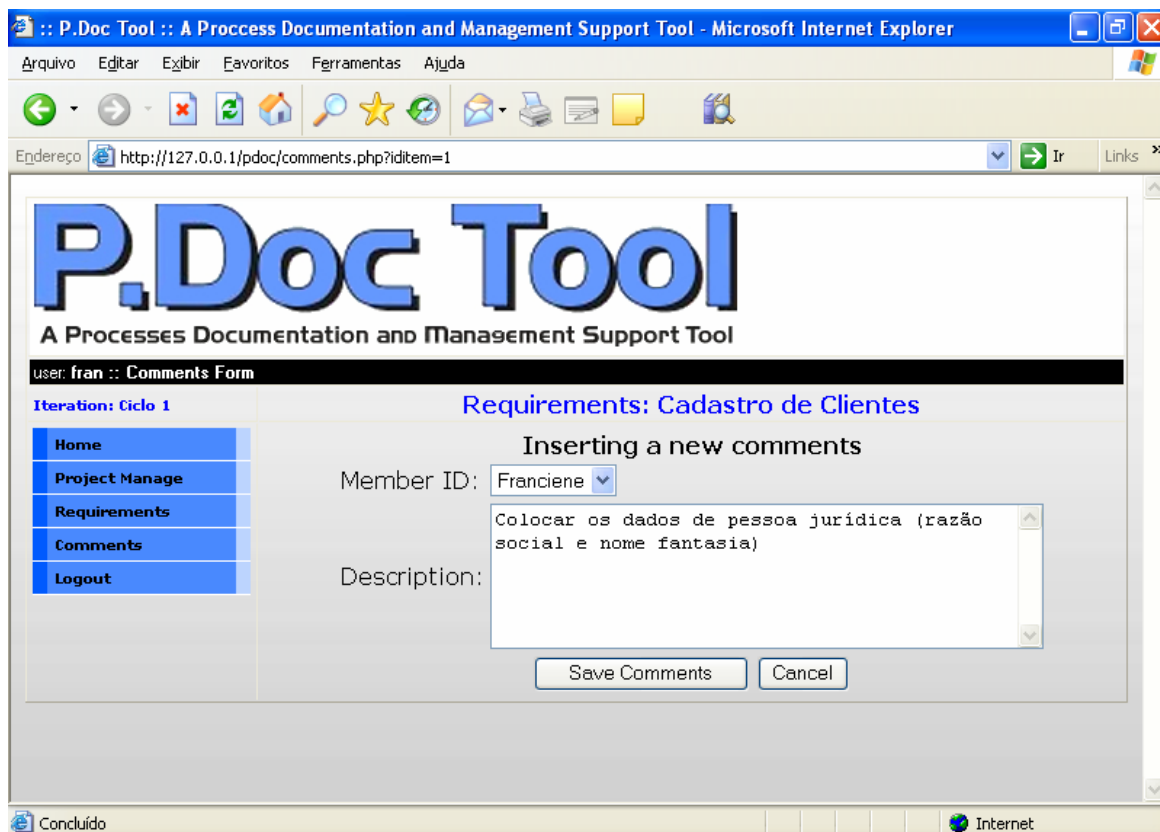 :: P.Doc Tool :: A Proccess Documentation and Management Support Tool - Microsoft Internet Explorer
Arquivo Editar Exibir Favoritos Ferramentas Ajuda
Endereço http://127.0.0.1/pdoc/comments.php?iditem=1 Ir Links »
P.Doc Tool
A Processes Documentation and Management Support Tool
user: fran :: Comments Form
Iteration: Ciclo 1
Requirements: Cadastro de Clientes
Home
Project Manage
Requirements
Comments
Logout
Inserting a new comments
Member ID: Franciene
Description:
Colocar os dados de pessoa jurídica (razão
social e nome fantasia)
Save Comments Cancel
Concluído Internet